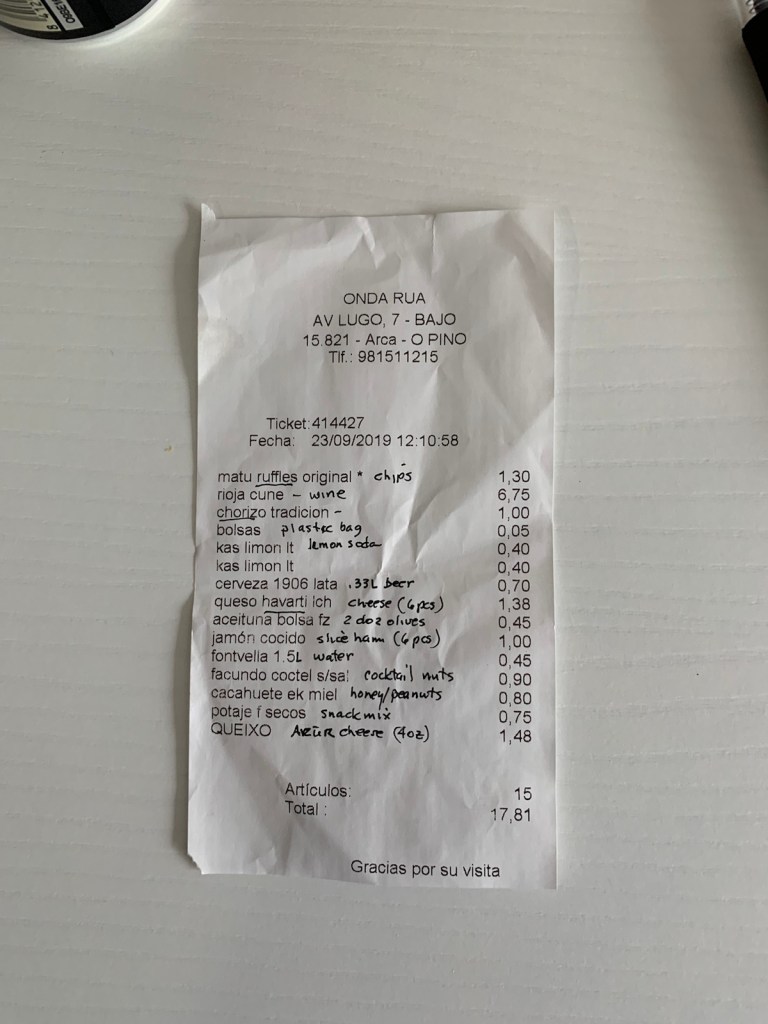 ONDA RUA
AV LUGO, 7 - BAJO
15.821 - Arca - O PINO
Tlf.: 981511215
Ticket: 414427
Fecha: 23/09/2019 12:10:58
matu ruffles original * chips 1,30
rioja cune - wine 6,75
chorizo tradicion - 1,00
bolsas plastic bag 0,05
kas limon lt lemon soda 0,40
kas limon lt 0,40
cerveza 1906 lata .33L beer 0,70
queso havarti lch cheese (6pcs) 1,38
aceituna bolsa fz 2 doz olives 0,45
jamón cocido slice ham (6pcs) 1,00
fontvella 1.5L water 0,45
facundo coctel s/sal cocktail nuts 0,90
cacahuete ek miel honey/peanuts 0,80
potaje f secos snack mix 0,75
QUEIXO cheese (4oz) 1,48
Artículos: 15
Total : 17,81
Gracias por su visita